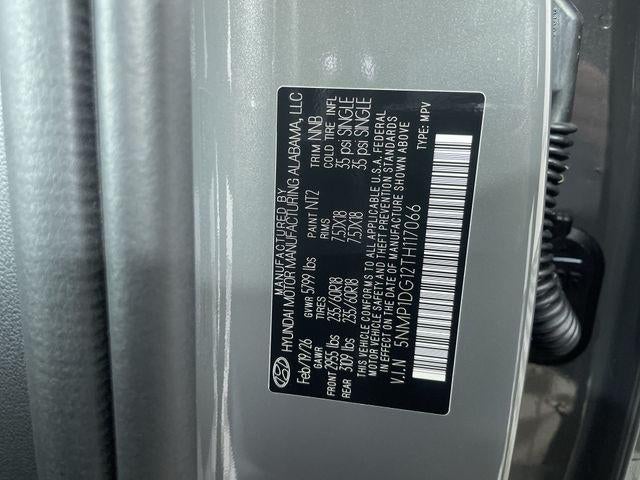 MANUFACTURED BY
HYUNDAI MOTOR MANUFACTURING ALABAMA, LLC
Feb/19/26 GVWR 5799 lbs PAINT NT2 TRIM NNB
GAWR TIRES RIMS COLD TIRE INFL
FRONT 2955 lbs 235/60R18 7.5JX18 35 psi SINGLE
REAR 3109 lbs 235/60R18 7.5JX18 35 psi SINGLE
THIS VEHICLE CONFORMS TO ALL APPLICABLE U.S.A. FEDERAL
MOTOR VEHICLE SAFETY AND THEFT PREVENTION STANDARDS
IN EFFECT ON THE DATE OF MANUFACTURE SHOWN ABOVE
V.I.N 5NMP1DG12TH117066 TYPE: MPV